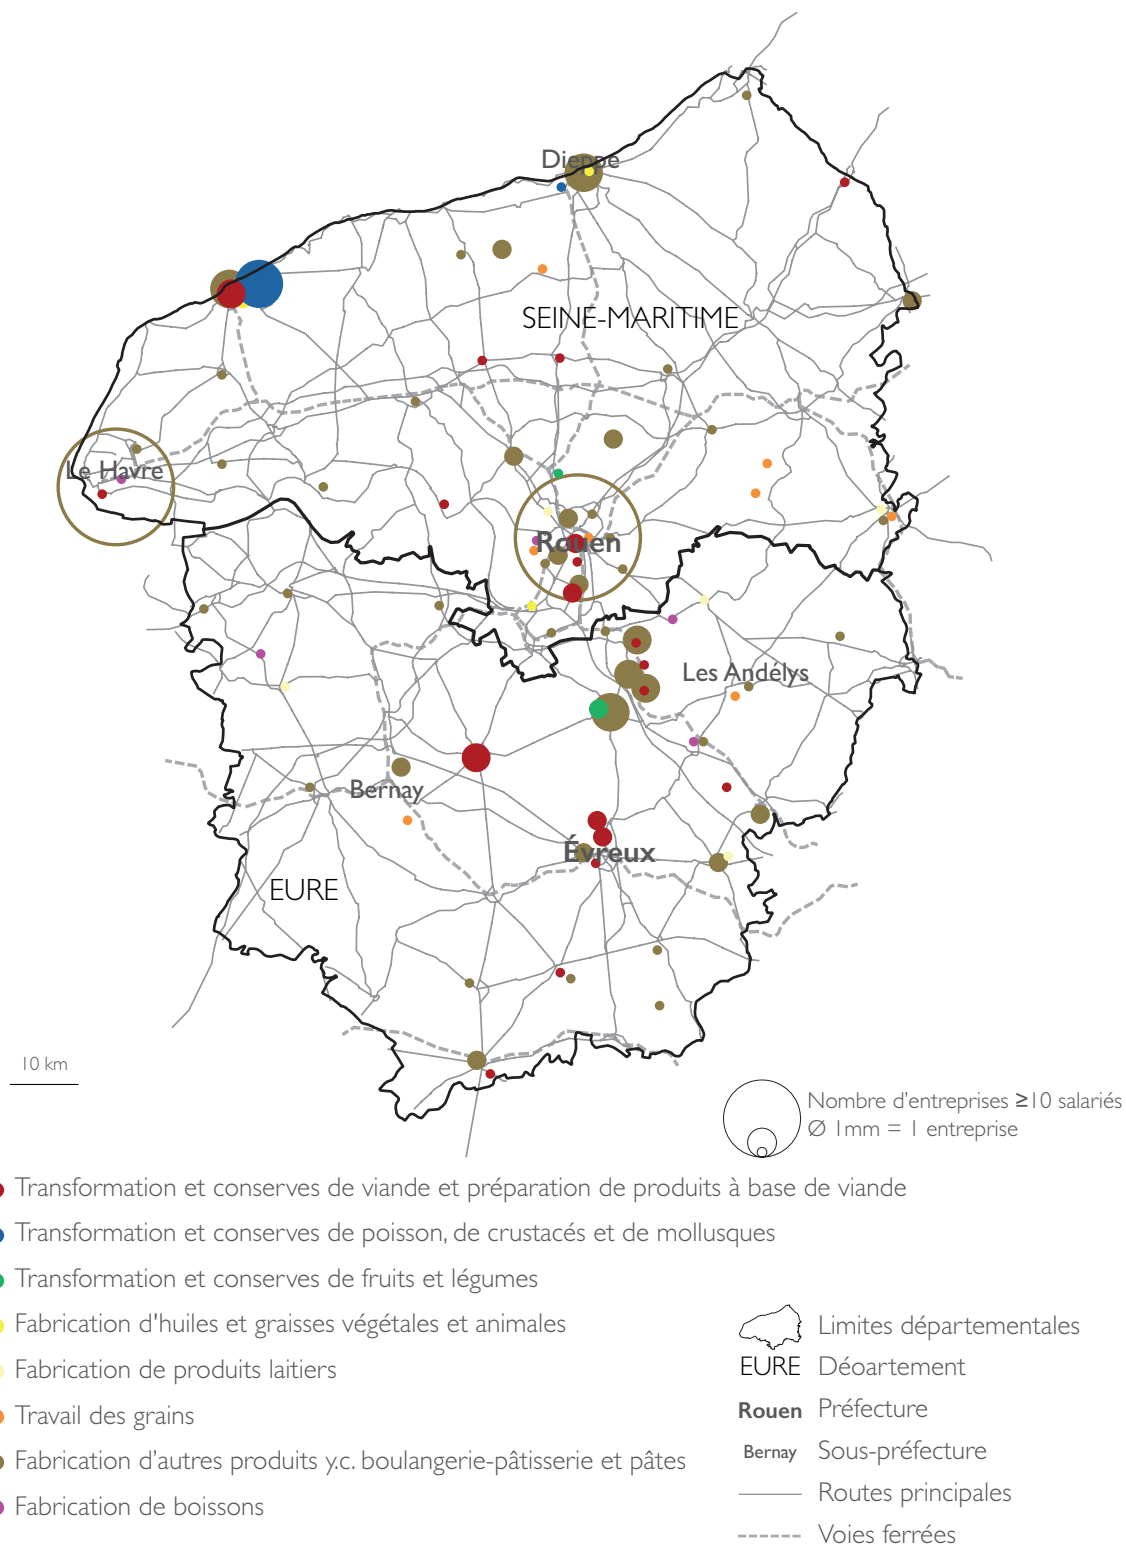 Dieppe
SEINE-MARITIME
Le Havre
Rouen
Les Andélys
Bernay
Évreux
EURE
10 km
Nombre d'entreprises ≥10 salariés
Ø 1mm = 1 entreprise
Transformation et conserves de viande et préparation de produits à base de viande
Transformation et conserves de poisson, de crustacés et de mollusques
Transformation et conserves de fruits et légumes
Fabrication d'huiles et graisses végétales et animales
Fabrication de produits laitiers
Travail des grains
Fabrication d'autres produits y.c. boulangerie-pâtisserie et pâtes
Fabrication de boissons
Limites départementales
EURE Déoartement
Rouen Préfecture
Bernay Sous-préfecture
Routes principales
Voies ferrées